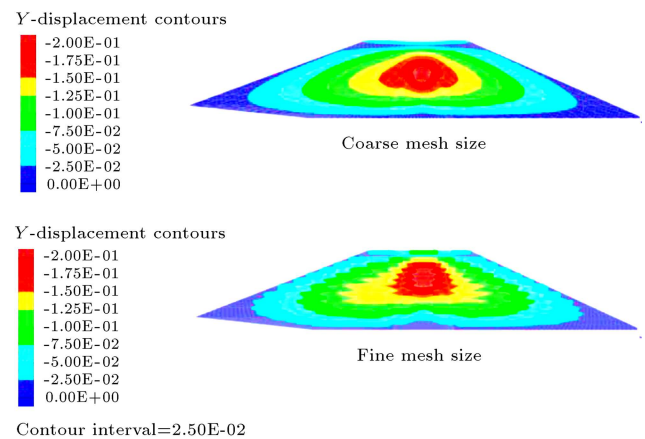 Y-displacement contours
-2.00E-01
-1.75E-01
-1.50E-01
-1.25E-01
-1.00E-01
-7.50E-02
-5.00E-02
-2.50E-02
0.00E+00
Coarse mesh size
Y-displacement contours
-2.00E-01
-1.75E-01
-1.50E-01
-1.25E-01
-1.00E-01
-7.50E-02
-5.00E-02
-2.50E-02
0.00E+00
Fine mesh size
Contour interval=2.50E-02